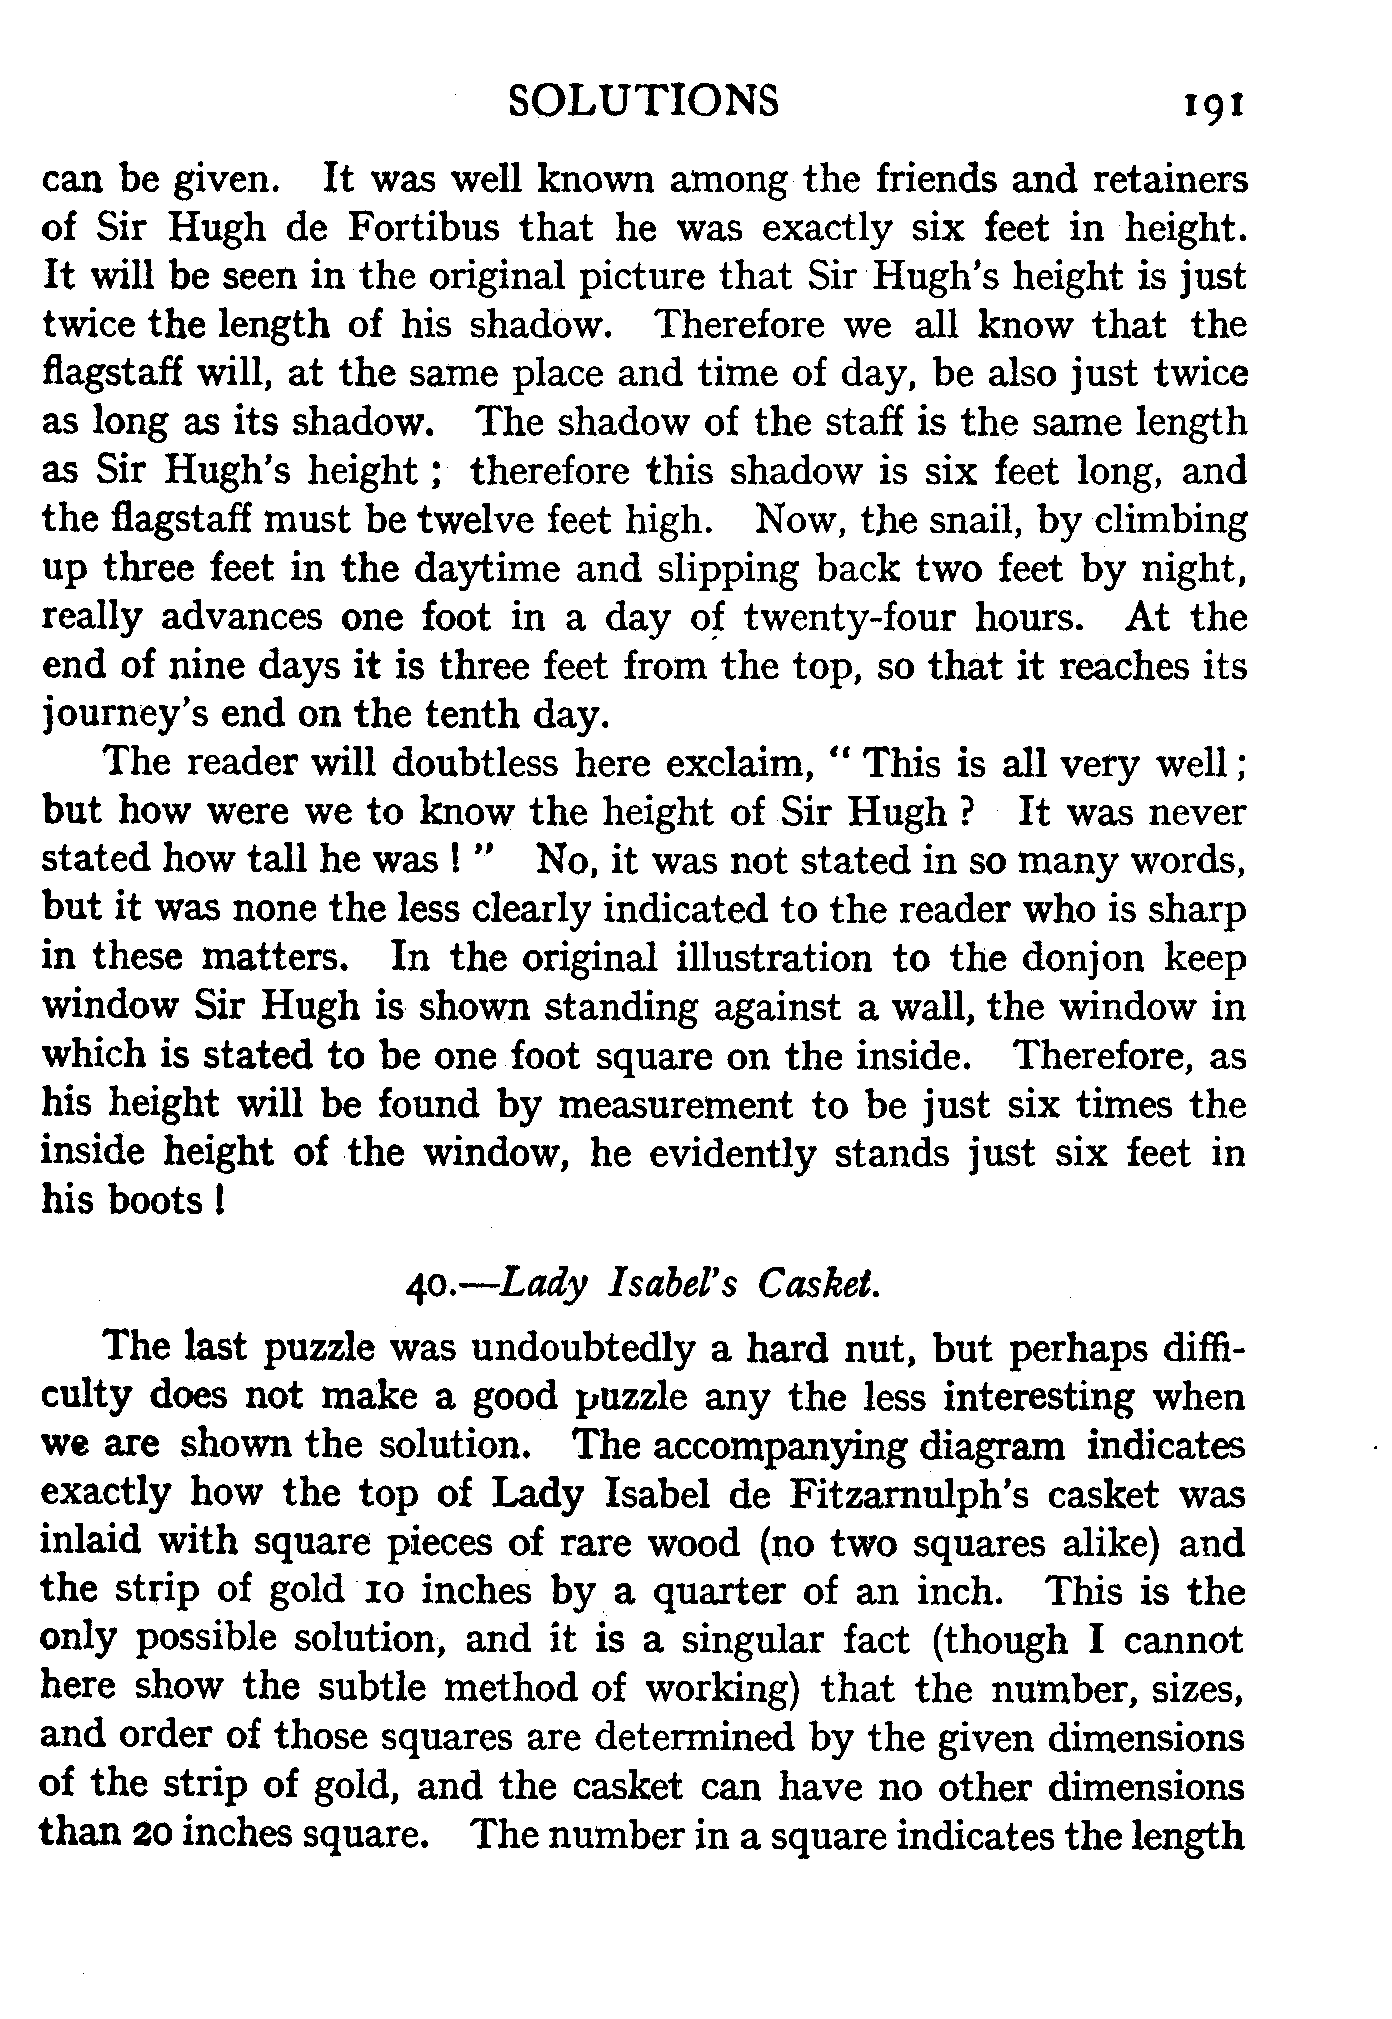 SOLUTIONS 191
can be given. It was well known among the friends and retainers
of Sir Hugh de Fortibus that he was exactly six feet in height.
It will be seen in the original picture that Sir Hugh's height is just
twice the length of his shadow. Therefore we all know that the
flagstaff will, at the same place and time of day, be also just twice
as long as its shadow. The shadow of the staff is the same length
as Sir Hugh's height ; therefore this shadow is six feet long, and
the flagstaff must be twelve feet high. Now, the snail, by climbing
up three feet in the daytime and slipping back two feet by night,
really advances one foot in a day of twenty-four hours. At the
end of nine days it is three feet from the top, so that it reaches its
journey's end on the tenth day.
The reader will doubtless here exclaim, " This is all very well ;
but how were we to know the height of Sir Hugh ? It was never
stated how tall he was ! " No, it was not stated in so many words,
but it was none the less clearly indicated to the reader who is sharp
in these matters. In the original illustration to the donjon keep
window Sir Hugh is shown standing against a wall, the window in
which is stated to be one foot square on the inside. Therefore, as
his height will be found by measurement to be just six times the
inside height of the window, he evidently stands just six feet in
his boots !
40.—Lady Isabel's Casket.
The last puzzle was undoubtedly a hard nut, but perhaps diffi-
culty does not make a good puzzle any the less interesting when
we are shown the solution. The accompanying diagram indicates
exactly how the top of Lady Isabel de Fitzarnulph's casket was
inlaid with square pieces of rare wood (no two squares alike) and
the strip of gold 10 inches by a quarter of an inch. This is the
only possible solution, and it is a singular fact (though I cannot
here show the subtle method of working) that the number, sizes,
and order of those squares are determined by the given dimensions
of the strip of gold, and the casket can have no other dimensions
than 20 inches square. The number in a square indicates the length